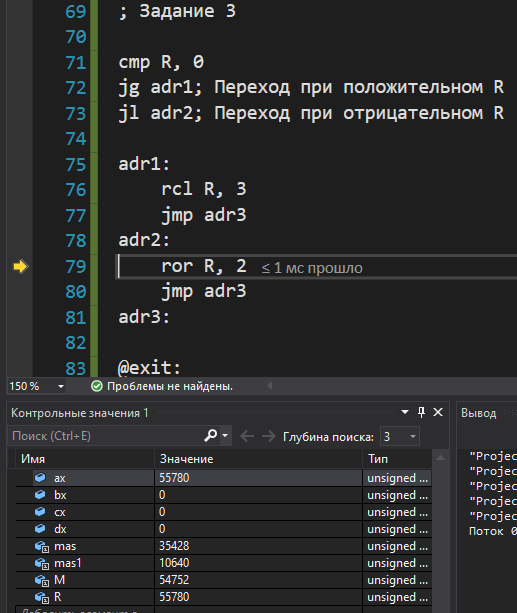 69 ; Задание 3
70
71 cmp R, 0
72 jg adr1; Переход при положительном R
73 jl adr2; Переход при отрицательном R
74
75 adr1:
76 rcl R, 3
77 jmp adr3
78 adr2:
79 ror R, 2 ≤ 1 мс прошло
80 jmp adr3
81 adr3:
82
83 @exit:
150 % Проблемы не найдены.
Контрольные значения 1
Вывод
Поиск (Ctrl+E) Глубина поиска: 3
Имя Значение Тип
ax 55780 unsigned ...
bx 0 unsigned ...
cx 0 unsigned ...
dx 0 unsigned ...
mas 35428 unsigned ...
mas1 10640 unsigned ...
M 54752 unsigned ...
R 55780 unsigned ...
"Projec
"Projec
"Projec
"Projec
"Projec
Поток 0